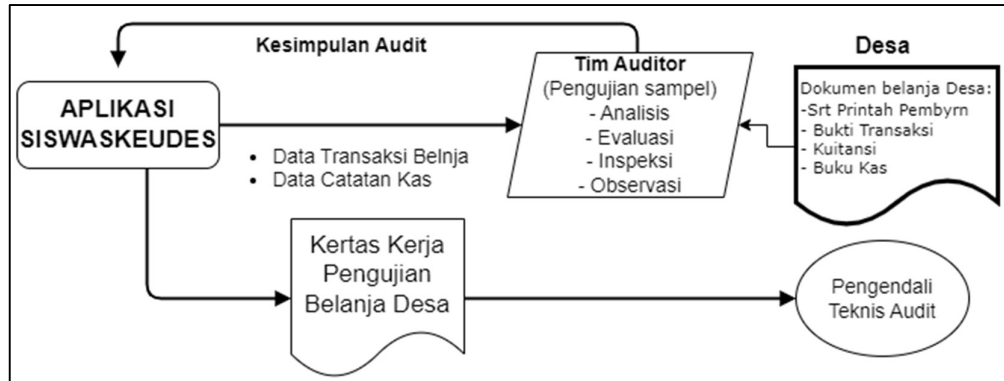 Kesimpulan Audit
Desa
APLIKASI
SISWASKEUDES
Tim Auditor
(Pengujian sampel)
- Analisis
- Evaluasi
- Inspeksi
- Observasi
Dokumen belanja Desa:
-Srt Printah Pembyrn
- Bukti Transaksi
- Kuitansi
- Buku Kas
• Data Transaksi Belnja
• Data Catatan Kas
Kertas Kerja
Pengujian
Belanja Desa
Pengendali
Teknis Audit